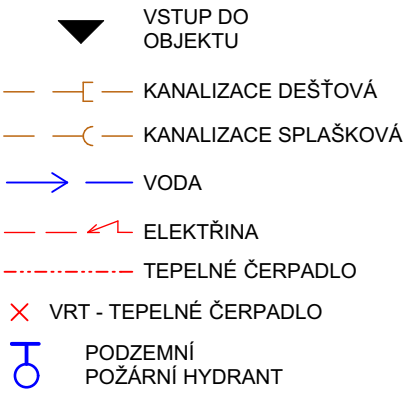 VSTUP DO
OBJEKTU
KANALIZACE DEŠŤOVÁ
KANALIZACE SPLAŠKOVÁ
VODA
ELEKTŘINA
TEPELNÉ ČERPADLO
VRT - TEPELNÉ ČERPADLO
PODZEMNÍ
POŽÁRNÍ HYDRANT